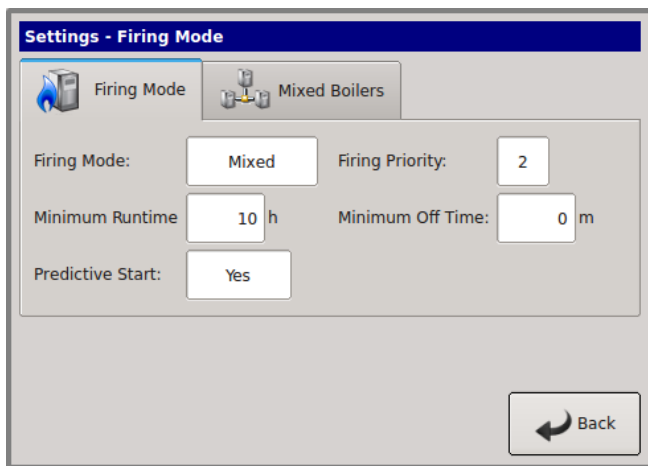 Settings - Firing Mode
Firing Mode Mixed Boilers
Firing Mode: Mixed Firing Priority: 2
Minimum Runtime 10 h Minimum Off Time: 0 m
Predictive Start: Yes
Back